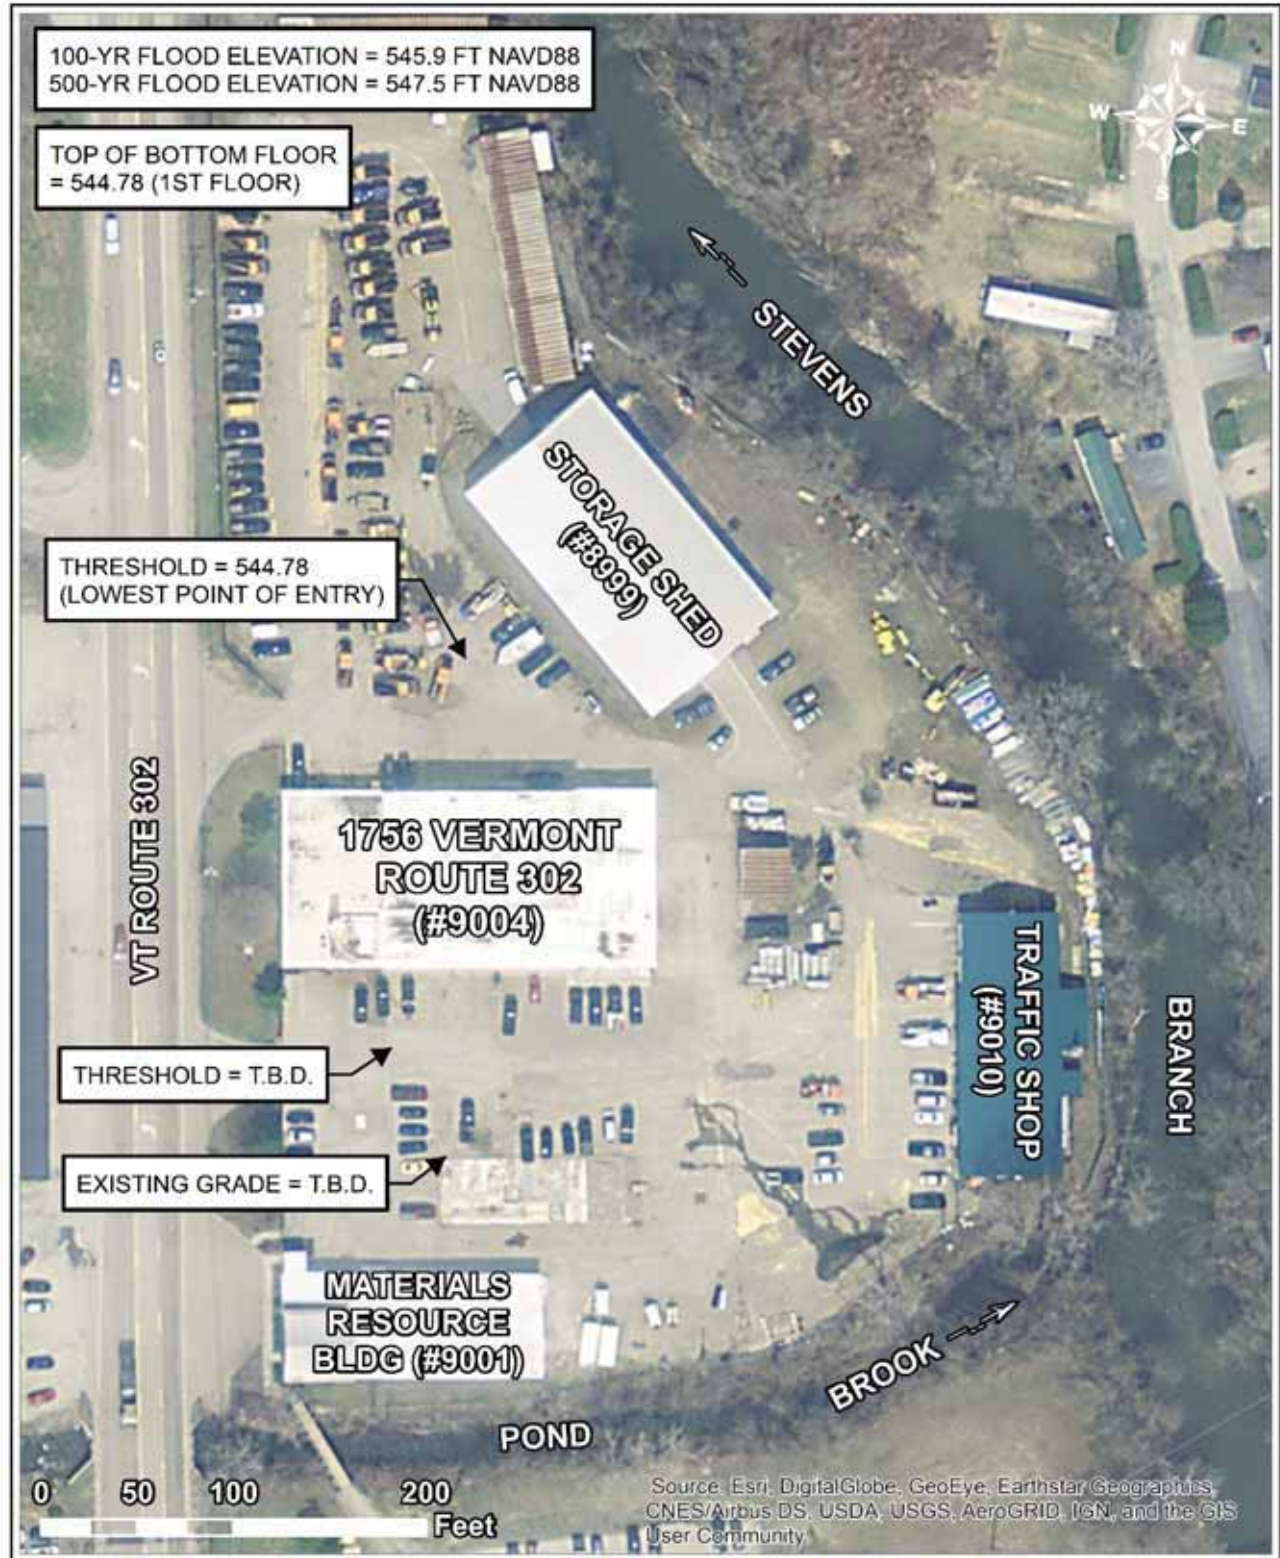 100-YR FLOOD ELEVATION = 545.9 FT NAVD88
500-YR FLOOD ELEVATION = 547.5 FT NAVD88
TOP OF BOTTOM FLOOR
= 544.78 (1ST FLOOR)
N
W
E
S
STEVENS
STORAGE SHED
(#8999)
THRESHOLD = 544.78
(LOWEST POINT OF ENTRY)
VT ROUTE 302
1756 VERMONT
ROUTE 302
(#9004)
TRAFFIC SHOP
(#9010)
BRANCH
THRESHOLD = T.B.D.
EXISTING GRADE = T.B.D.
MATERIALS
RESOURCE
BLDG (#9001)
BROOK
POND
0 50 100 200
Feet
Source: Esri, DigitalGlobe, GeoEye, Earthstar Geographics,
CNES/Airbus DS, USDA, USGS, AeroGRID, IGN, and the GIS
User Community